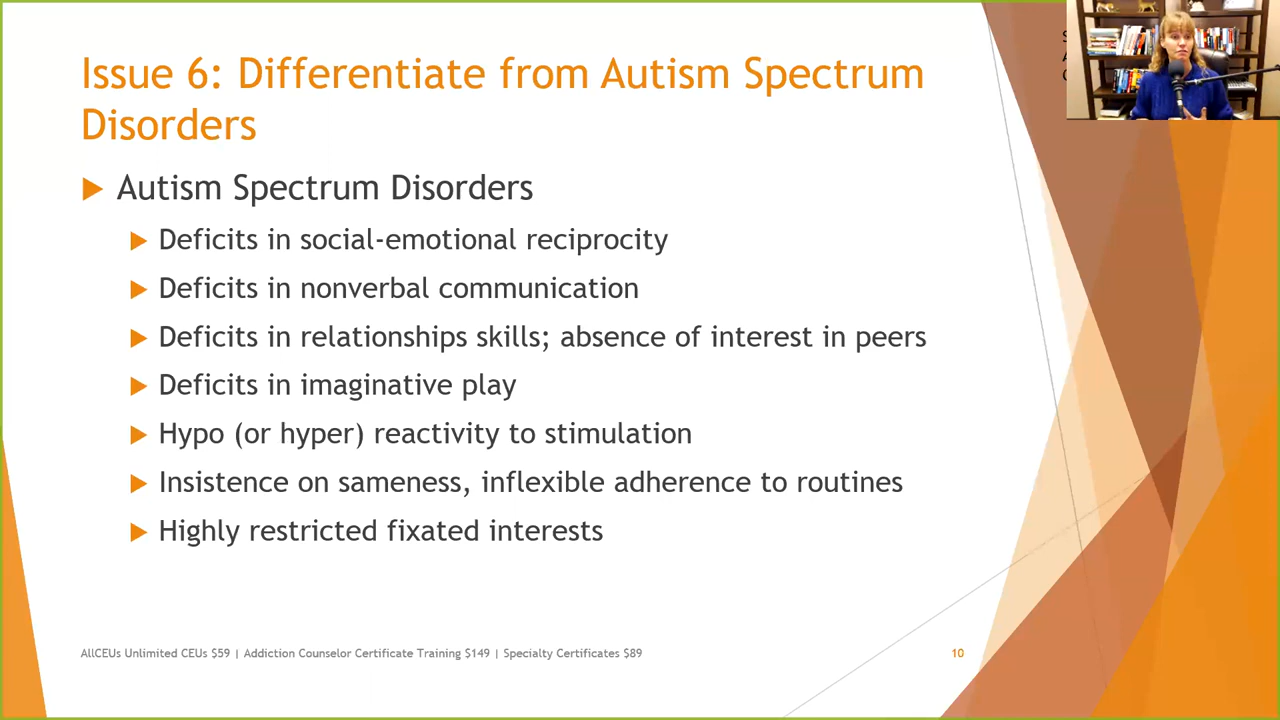 Issue 6: Differentiate from Autism Spectrum
Disorders
Autism Spectrum Disorders
Deficits in social-emotional reciprocity
Deficits in nonverbal communication
Deficits in relationships skills; absence of interest in peers
Deficits in imaginative play
Hypo (or hyper) reactivity to stimulation
Insistence on sameness, inflexible adherence to routines
Highly restricted fixated interests
AllCEUs Unlimited CEUs $59 | Addiction Counselor Certificate Training $149 | Specialty Certificates $89
10